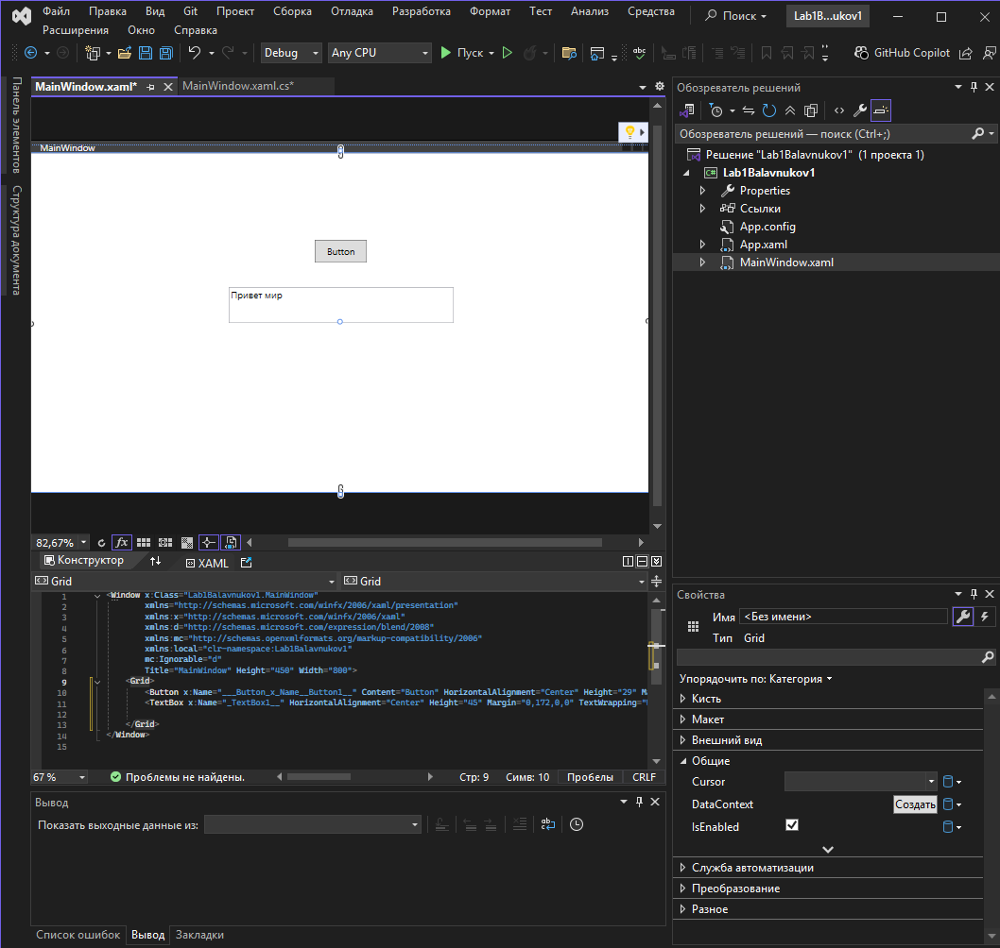 Файл Правка Вид Git Проект Сборка Отладка Разработка Формат Тест Анализ Средства Поиск Lab1B...ukov1
Расширения Окно Справка
Debug Any CPU Пуск GitHub Copilot
Панель элементов
Структура документа
MainWindow.xaml* MainWindow.xaml.cs*
MainWindow
Button
Привет мир
82,67% fx
Конструктор XAML
Grid Grid
1 <Window x:Class="Lab1Balavnukov1.MainWindow"
2 xmlns="http://schemas.microsoft.com/winfx/2006/xaml/presentation"
3 xmlns:x="http://schemas.microsoft.com/winfx/2006/xaml"
4 xmlns:d="http://schemas.microsoft.com/expression/blend/2008"
5 xmlns:mc="http://schemas.openxmlformats.org/markup-compatibility/2006"
6 xmlns:local="clr-namespace:Lab1Balavnukov1"
7 mc:Ignorable="d"
8 Title="MainWindow" Height="450" Width="800">
9 <Grid>
10 <Button x:Name="___Button_x_Name__Button1__" Content="Button" HorizontalAlignment="Center" Height="29"
11 <TextBox x:Name="_TextBox1__" HorizontalAlignment="Center" Height="45" Margin="0,172,0,0" TextWrapping="
12
13 </Grid>
14 </Window>
15
67 % Проблемы не найдены. Стр: 9 Симв: 10 Пробелы CRLF
Вывод
Показать выходные данные из:
Список ошибок Вывод Закладки
Обозреватель решений
Обозреватель решений — поиск (Ctrl+;)
Решение "Lab1Balavnukov1" (1 проекта 1)
C# Lab1Balavnukov1
Properties
Ссылки
App.config
App.xaml
MainWindow.xaml
Свойства
Имя <Без имени>
Тип Grid
Упорядочить по: Категория
Кисть
Макет
Внешний вид
Общие
Cursor
DataContext Создать
IsEnabled
Служба автоматизации
Преобразование
Разное